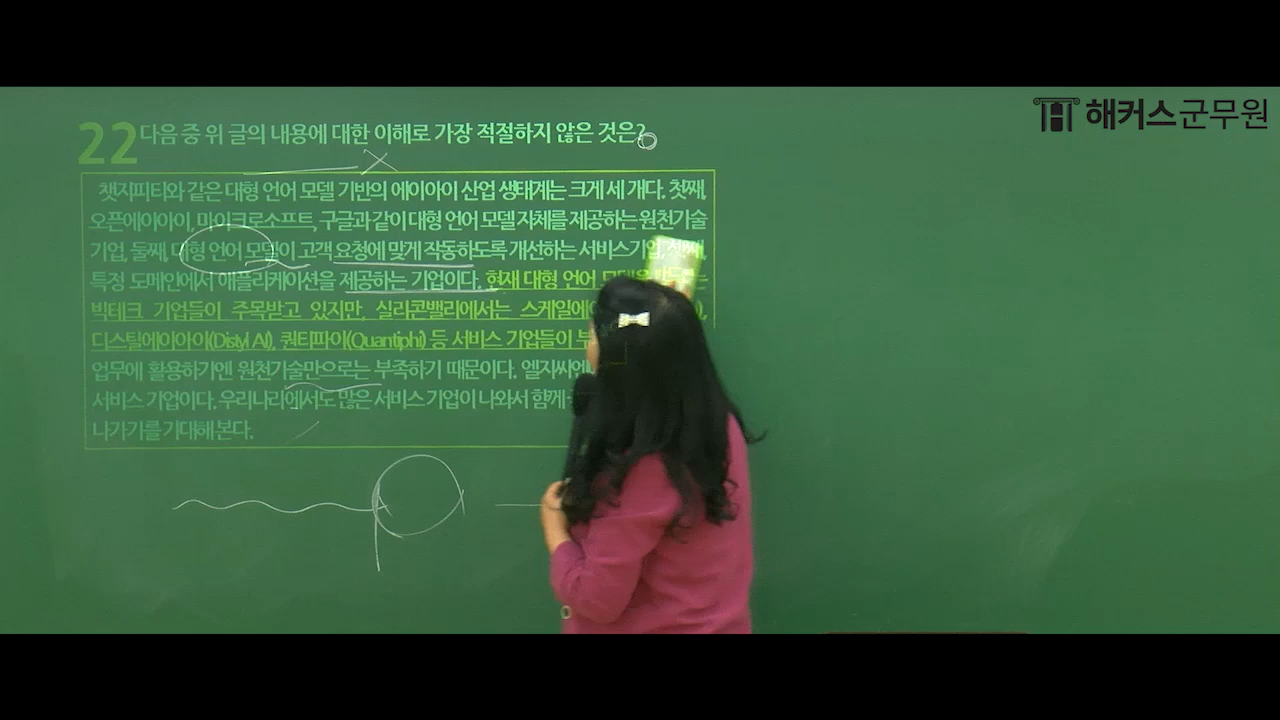 해커스군무원
22 다음 중 위 글의 내용에 대한 이해로 가장 적절하지 않은 것은?
챗지피티와 같은 대형 언어 모델 기반의 에이아이 산업 생태계는 크게 세 개다. 첫째,
오픈에이아이, 마이크로소프트, 구글과 같이 대형 언어 모델 자체를 제공하는 원천기술
기업, 둘째, 대형 언어 모델이 고객 요청에 맞게 작동하도록 개선하는 서비스기업, 셋째,
특정 도메인에서 애플리케이션을 제공하는 기업이다. 현재 대형 언어
빅테크 기업들이 주목받고 있지만, 실리콘밸리에서는
디스틸에이아이(Distyl AI), 퀀티파이(Quantiphi) 등 서비스 기업들이
업무에 활용하기엔 원천기술만으로는 부족하기 때문이다.
서비스 기업이다. 우리나라에서도 많은 서비스 기업이 나와서 함께
나가기를 기대해 본다.